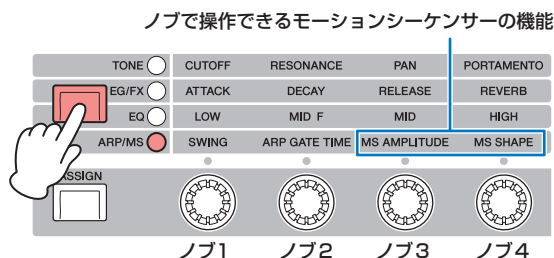 ノブで操作できるモーションシーケンサーの機能
TONE CUTOFF RESONANCE PAN PORTAMENTO
EG/FX ATTACK DECAY RELEASE REVERB
EQ LOW MID F MID HIGH
ARP/MS SWING ARP GATE TIME MS AMPLITUDE MS SHAPE
ASSIGN
ノブ1 ノブ2 ノブ3 ノブ4